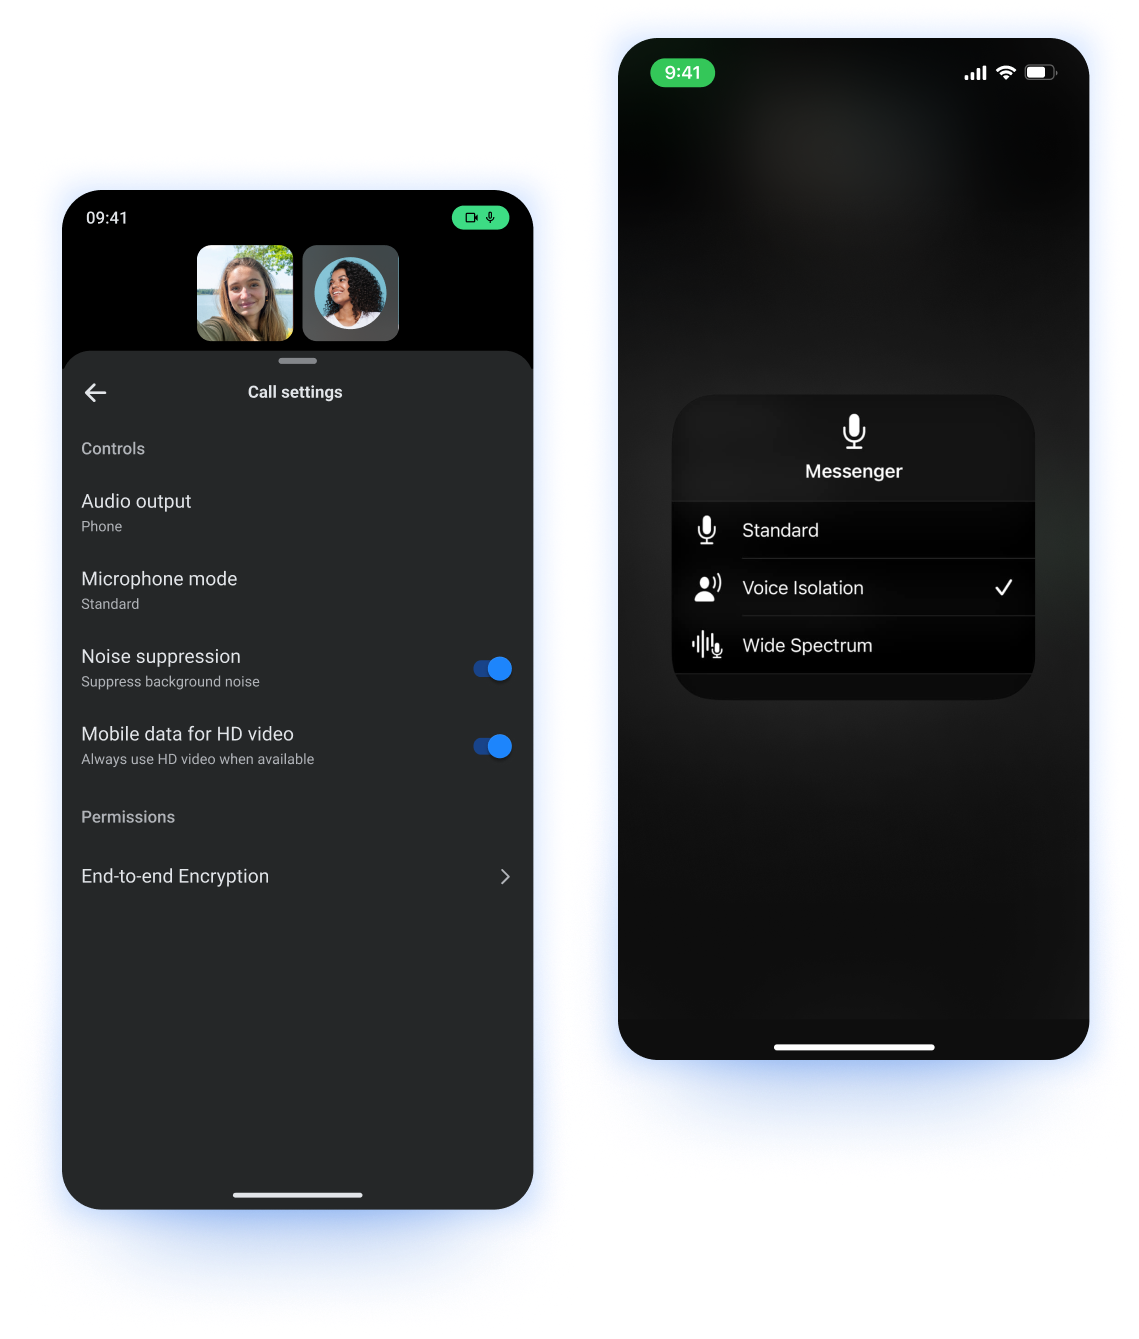 09:41
Call settings
Controls
Audio output
Phone
Microphone mode
Standard
Noise suppression
Suppress background noise
Mobile data for HD video
Always use HD video when available
Permissions
End-to-end Encryption
9:41
Messenger
Standard
Voice Isolation
Wide Spectrum